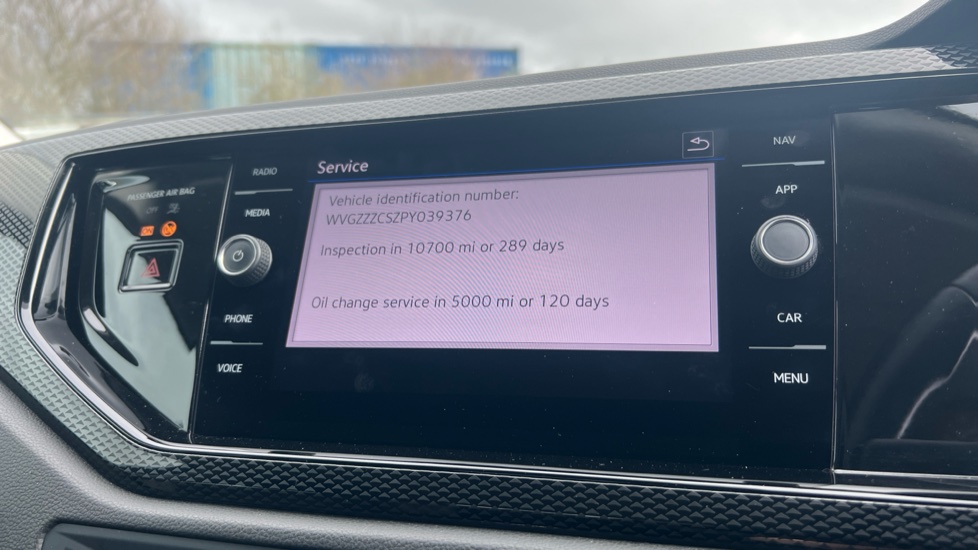 Service
Vehicle identification number:
WVGZZZCSZPY039376
Inspection in 10700 mi or 289 days
Oil change service in 5000 mi or 120 days
PASSENGER AIR BAG
OFF
RADIO
MEDIA
PHONE
VOICE
NAV
APP
CAR
MENU